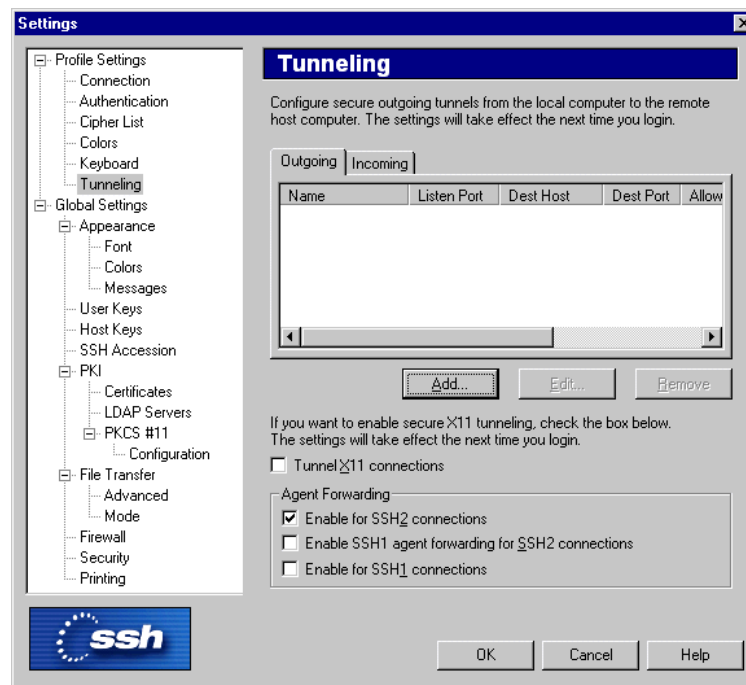 Settings
Profile Settings
Connection
Authentication
Cipher List
Colors
Keyboard
Tunneling
Global Settings
Appearance
Font
Colors
Messages
User Keys
Host Keys
SSH Accession
PKI
Certificates
LDAP Servers
PKCS #11
Configuration
File Transfer
Advanced
Mode
Firewall
Security
Printing
ssh
Tunneling
Configure secure outgoing tunnels from the local computer to the remote
host computer. The settings will take effect the next time you login.
Outgoing Incoming
Name Listen Port Dest Host Dest Port Allow
Add... Edit... Remove
If you want to enable secure X11 tunneling, check the box below.
The settings will take effect the next time you login.
Tunnel X11 connections
Agent Forwarding
Enable for SSH2 connections
Enable SSH1 agent forwarding for SSH2 connections
Enable for SSH1 connections
OK Cancel Help